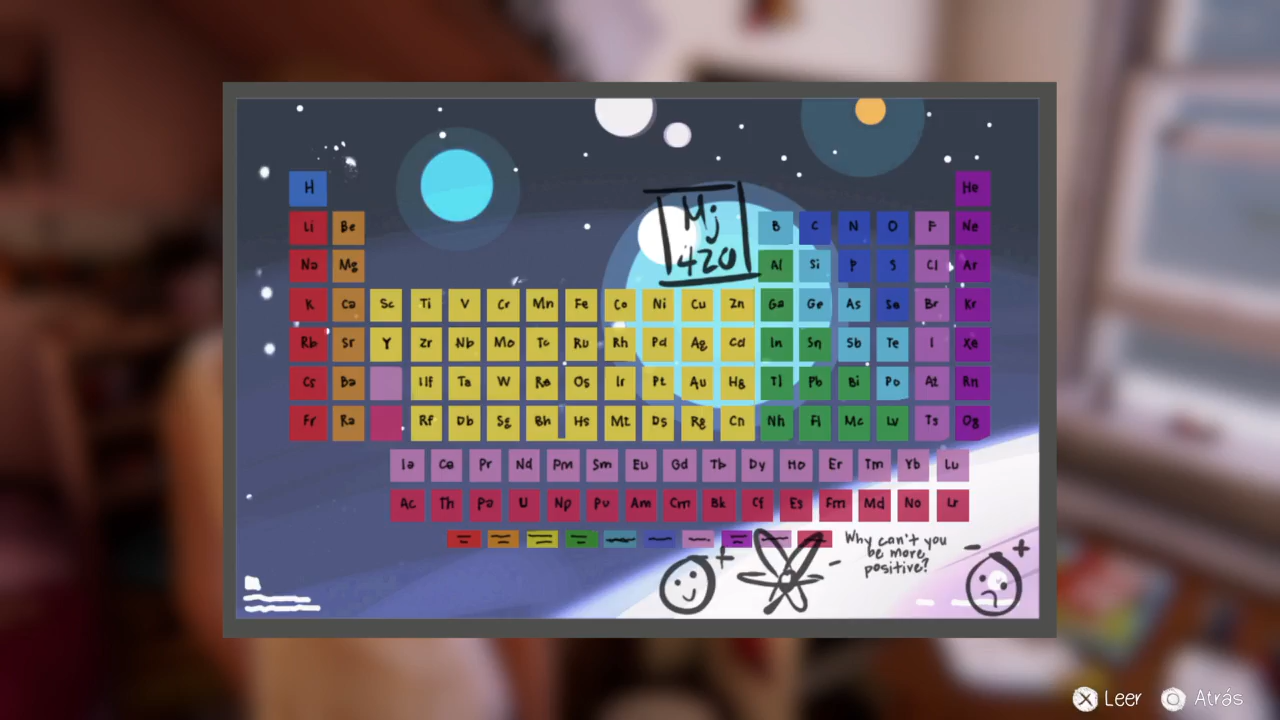 Mj
420
H He
Li Be B C N O F Ne
Na Mg Al Si P S Cl Ar
K Ca Sc Ti V Cr Mn Fe Co Ni Cu Zn Ga Ge As Se Br Kr
Rb Sr Y Zr Nb Mo Tc Ru Rh Pd Ag Cd In Sn Sb Te I Xe
Cs Ba Hf Ta W Re Os Ir Pt Au Hg Tl Pb Bi Po At Rn
Fr Ra Rf Db Sg Bh Hs Mt Ds Rg Cn Nh Fl Mc Lv Ts Og
la Ce Pr Nd Pm Sm Eu Gd Tb Dy Ho Er Tm Yb Lu
Ac Th Pa U Np Pu Am Cm Bk Cf Es Fm Md No Lr
Why can't you
be more
positive?
+ - - +
Leer Atrás